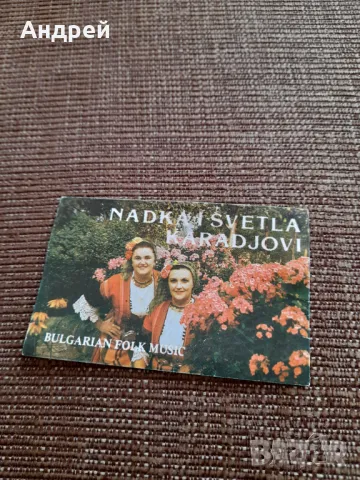 Андрей
NADKA I SVETLA
KARADJOVI
BULGARIAN FOLK MUSIC